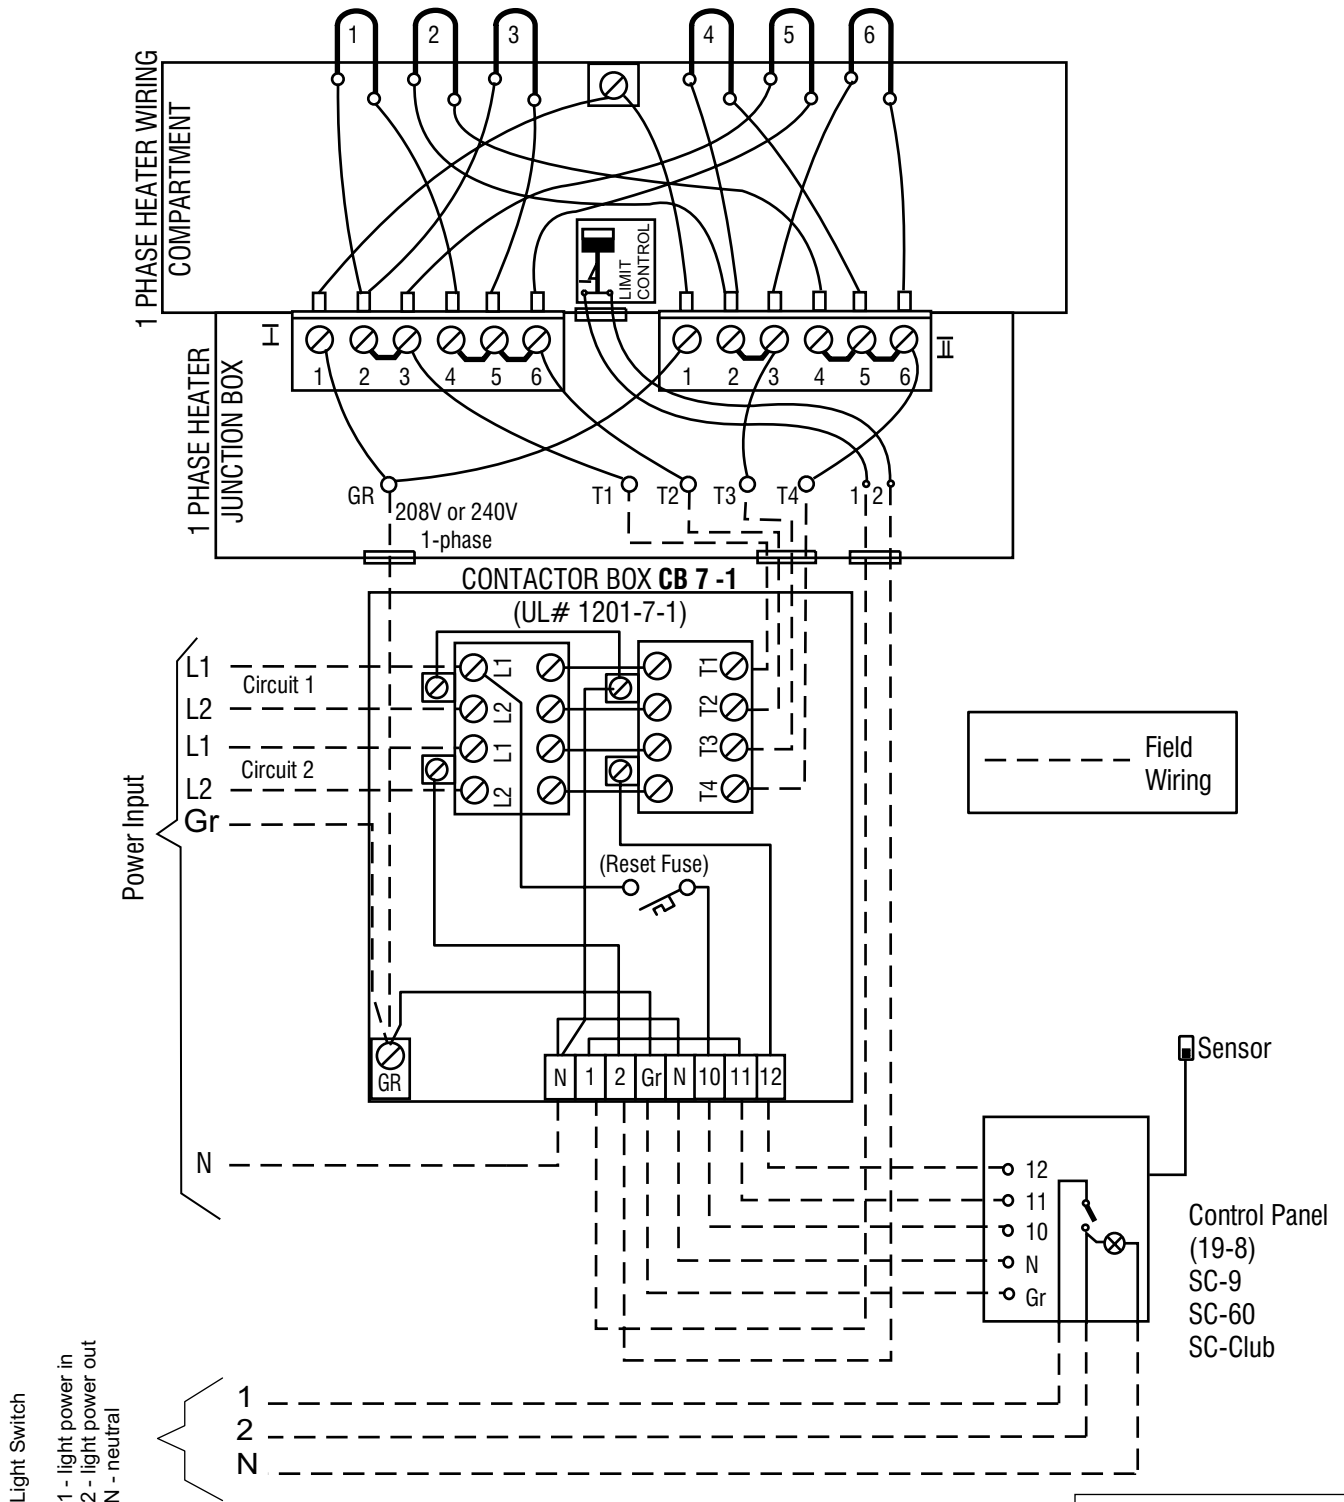 1 2 3 4 5 6
1 PHASE HEATER WIRING
COMPARTMENT
LIMIT
CONTROL
1 PHASE HEATER
JUNCTION BOX
I
1 2 3 4 5 6
II
1 2 3 4 5 6
GR T1 T2 T3 T4 1 2
208V or 240V
1-phase
CONTACTOR BOX CB 7 -1
(UL# 1201-7-1)
Power Input
L1
Circuit 1
L2
L1
Circuit 2
L2
Gr
N
L1
L2
L1
L2
T1
T2
T3
T4
Field
Wiring
(Reset Fuse)
GR
N 1 2 Gr N 10 11 12
Sensor
12
11
10
N
Gr
Control Panel
(19-8)
SC-9
SC-60
SC-Club
Light Switch
1 - light power in
2 - light power out
N - neutral
1
2
N